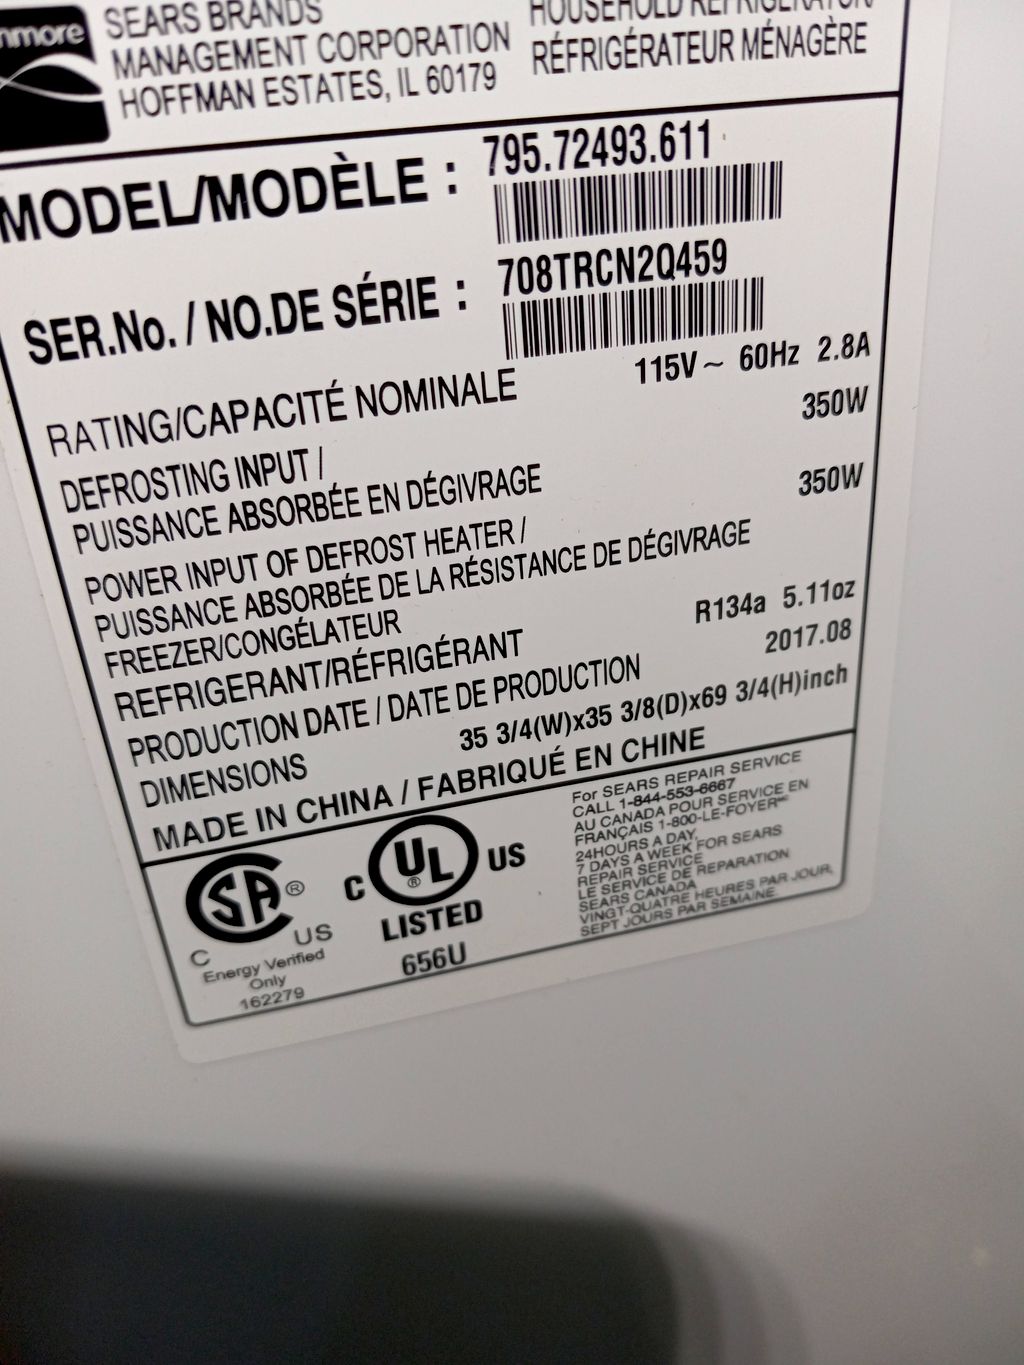 nmore
SEARS BRANDS
MANAGEMENT CORPORATION
HOFFMAN ESTATES, IL 60179
HOUSEHOLD REFRIGERATOR
RÉFRIGÉRATEUR MÉNAGÈRE
MODEL/MODÈLE : 795.72493.611
SER.No. / NO.DE SÉRIE : 708TRCN2Q459
RATING/CAPACITÉ NOMINALE 115V ~ 60Hz 2.8A
DEFROSTING INPUT / 350W
PUISSANCE ABSORBÉE EN DÉGIVRAGE
POWER INPUT OF DEFROST HEATER / 350W
PUISSANCE ABSORBÉE DE LA RÉSISTANCE DE DÉGIVRAGE
FREEZER/CONGÉLATEUR
REFRIGERANT/RÉFRIGÉRANT R134a 5.11oz
PRODUCTION DATE / DATE DE PRODUCTION 2017.08
DIMENSIONS 35 3/4(W)x35 3/8(D)x69 3/4(H)inch
MADE IN CHINA / FABRIQUÉ EN CHINE
SA ®
C US
Energy Verified
Only
162279
C UL ® US
LISTED
656U
For SEARS REPAIR SERVICE
CALL 1-844-553-6667
AU CANADA POUR SERVICE EN
FRANÇAIS 1-800-LE-FOYER
24HOURS A DAY,
7 DAYS A WEEK FOR SEARS
REPAIR SERVICE
LE SERVICE DE REPARATION
SEARS CANADA
VINGT-QUATRE HEURES PAR JOUR,
SEPT JOURS PAR SEMAINE.